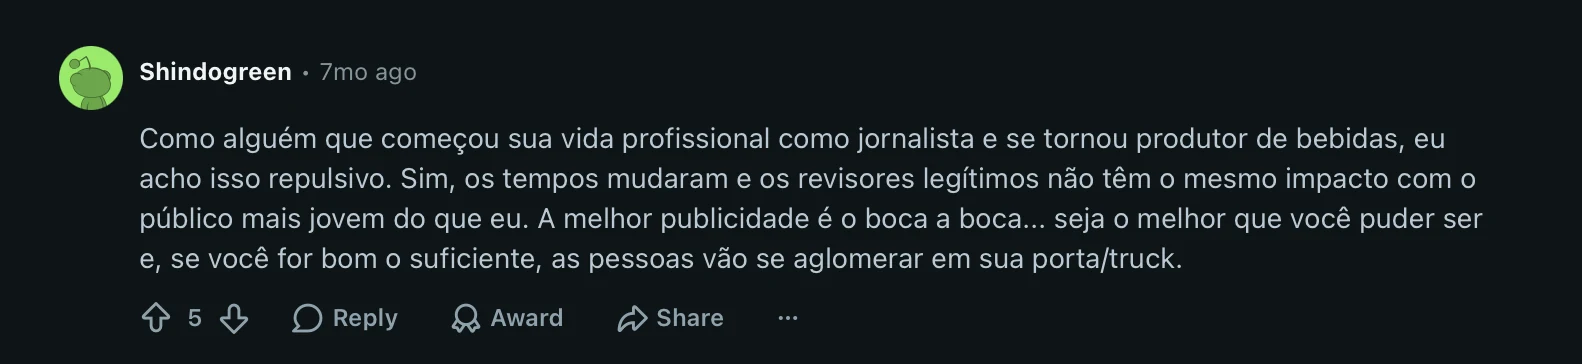 Shindogreen • 7mo ago
Como alguém que começou sua vida profissional como jornalista e se tornou produtor de bebidas, eu
acho isso repulsivo. Sim, os tempos mudaram e os revisores legítimos não têm o mesmo impacto com o
público mais jovem do que eu. A melhor publicidade é o boca a boca... seja o melhor que você puder ser
e, se você for bom o suficiente, as pessoas vão se aglomerar em sua porta/truck.
5 Reply Award Share ...